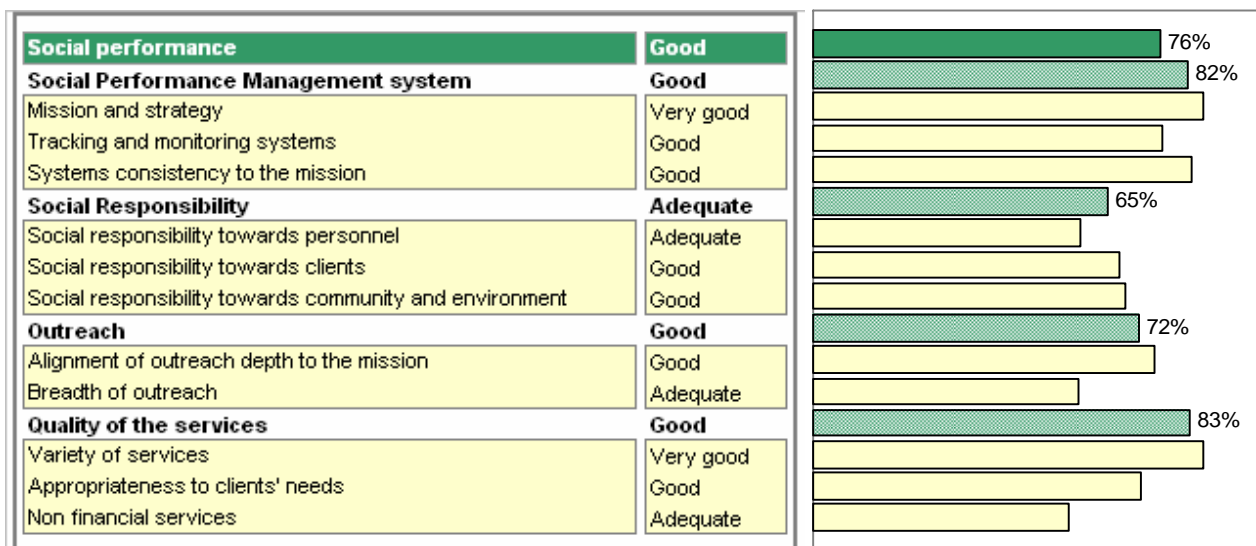 Social performance Good 76%
Social Performance Management system Good 82%
Mission and strategy Very good
Tracking and monitoring systems Good
Systems consistency to the mission Good
Social Responsibility Adequate 65%
Social responsibility towards personnel Adequate
Social responsibility towards clients Good
Social responsibility towards community and environment Good
Outreach Good 72%
Alignment of outreach depth to the mission Good
Breadth of outreach Adequate
Quality of the services Good 83%
Variety of services Very good
Appropriateness to clients' needs Good
Non financial services Adequate